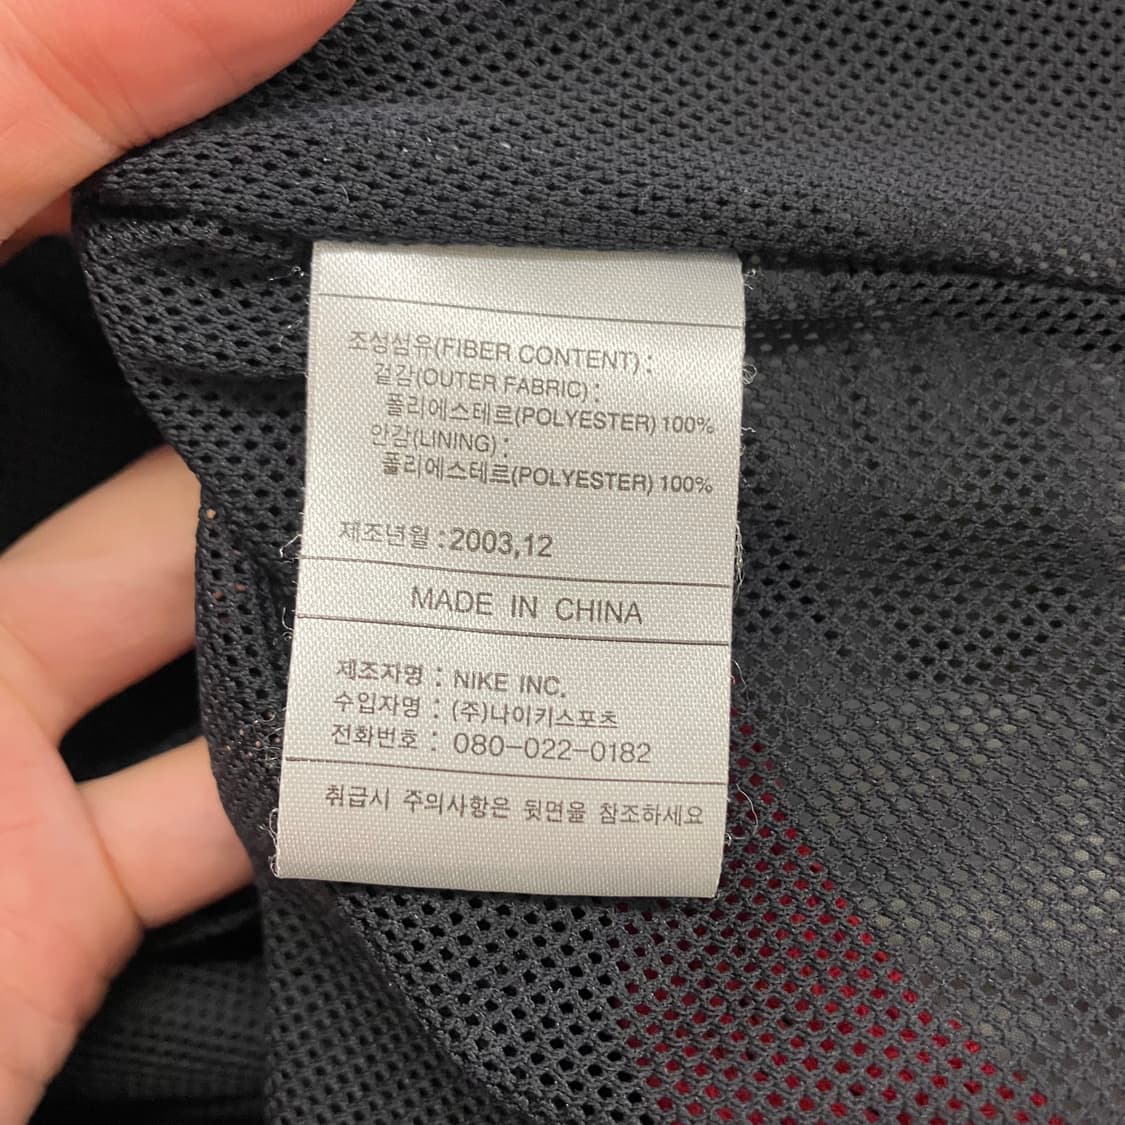 조성섬유(FIBER CONTENT) :
겉감(OUTER FABRIC) :
폴리에스테르(POLYESTER) 100%
안감(LINING) :
폴리에스테르(POLYESTER) 100%
제조년월 : 2003,12
MADE IN CHINA
제조자명 : NIKE INC.
수입자명 : (주)나이키스포츠
전화번호 : 080-022-0182
취급시 주의사항은 뒷면을 참조하세요